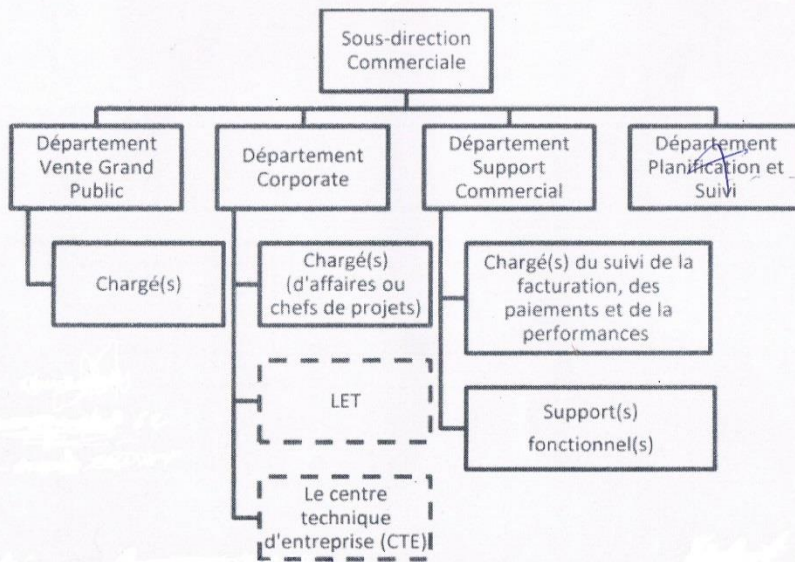 Sous-direction
Commerciale
Département
Vente Grand
Public
Département
Corporate
Département
Support
Commercial
Département
Planification et
Suivi
Chargé(s)
Chargé(s)
(d'affaires ou
chefs de projets)
LET
Le centre
technique
d'entreprise (CTE)
Chargé(s) du suivi de la
facturation, des
paiements et de la
performances
Support(s)
fonctionnel(s)